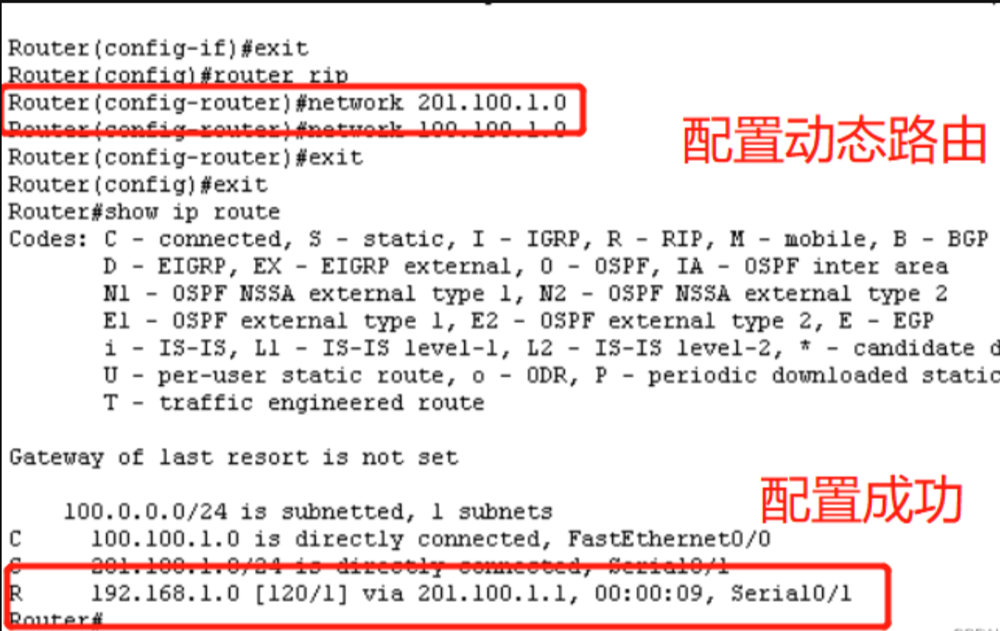 Router(config-if)#exit
Router(config)#router rip
Router(config-router)#network 201.100.1.0
Router(config-router)#network 100.100.1.0
配置动态路由
Router(config-router)#exit
Router(config)#exit
Router#show ip route
Codes: C - connected, S - static, I - IGRP, R - RIP, M - mobile, B - BGP
D - EIGRP, EX - EIGRP external, O - OSPF, IA - OSPF inter area
N1 - OSPF NSSA external type 1, N2 - OSPF NSSA external type 2
E1 - OSPF external type 1, E2 - OSPF external type 2, E - EGP
i - IS-IS, L1 - IS-IS level-1, L2 - IS-IS level-2, * - candidate d
U - per-user static route, o - ODR, P - periodic downloaded static
T - traffic engineered route
Gateway of last resort is not set
配置成功
100.0.0.0/24 is subnetted, 1 subnets
C 100.100.1.0 is directly connected, FastEthernet0/0
C 201.100.1.0/24 is directly connected, Serial0/1
R 192.168.1.0 [120/1] via 201.100.1.1, 00:00:09, Serial0/1
Router#